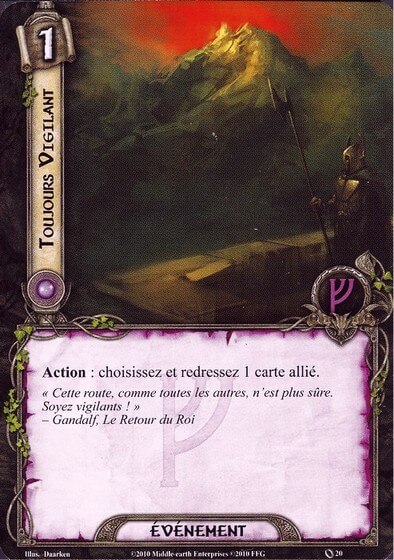 1
TOUJOURS VIGILANT
Action : choisissez et redressez 1 carte allié.
« Cette route, comme toutes les autres, n'est plus sûre.
Soyez vigilants ! »
– Gandalf, Le Retour du Roi
ÉVÉNEMENT
Illus. Daarken
©2010 Middle-earth Enterprises ©2010 FFG
20